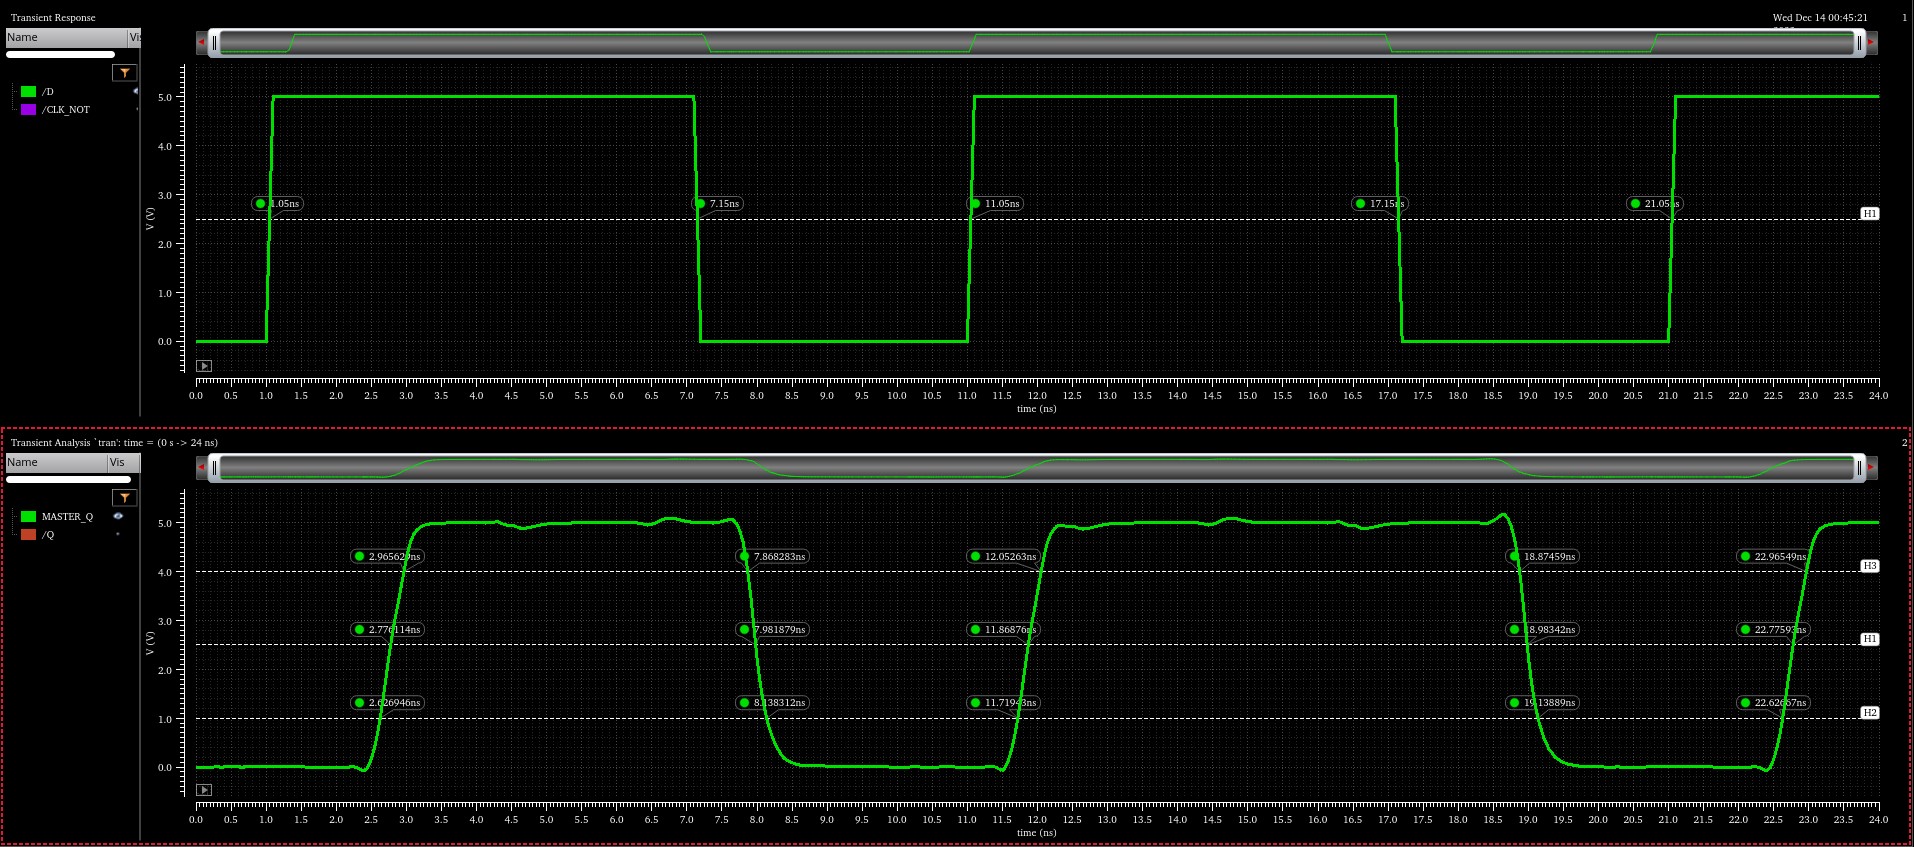 Transient Response
Wed Dec 14 00:45:21
1
Name
Vis
/D
/CLK_NOT
V (V)
5.0
4.0
3.0
2.0
1.0
0.0
1.05ns
7.15ns
11.05ns
17.15ns
21.05ns
H1
0.0 0.5 1.0 1.5 2.0 2.5 3.0 3.5 4.0 4.5 5.0 5.5 6.0 6.5 7.0 7.5 8.0 8.5 9.0 9.5 10.0 10.5 11.0 11.5 12.0 12.5 13.0 13.5 14.0 14.5 15.0 15.5 16.0 16.5 17.0 17.5 18.0 18.5 19.0 19.5 20.0 20.5 21.0 21.5 22.0 22.5 23.0 23.5 24.0
time (ns)
Transient Analysis `tran': time = (0 s -> 24 ns)
2
Name
Vis
MASTER_Q
/Q
V (V)
5.0
4.0
3.0
2.0
1.0
0.0
2.965629ns
7.868283ns
12.05263ns
18.87459ns
22.96549ns
H3
2.776114ns
7.981879ns
11.86876ns
18.98342ns
22.77593ns
H1
2.626946ns
8.138312ns
11.71943ns
19.13889ns
22.62667ns
H2
0.0 0.5 1.0 1.5 2.0 2.5 3.0 3.5 4.0 4.5 5.0 5.5 6.0 6.5 7.0 7.5 8.0 8.5 9.0 9.5 10.0 10.5 11.0 11.5 12.0 12.5 13.0 13.5 14.0 14.5 15.0 15.5 16.0 16.5 17.0 17.5 18.0 18.5 19.0 19.5 20.0 20.5 21.0 21.5 22.0 22.5 23.0 23.5 24.0
time (ns)